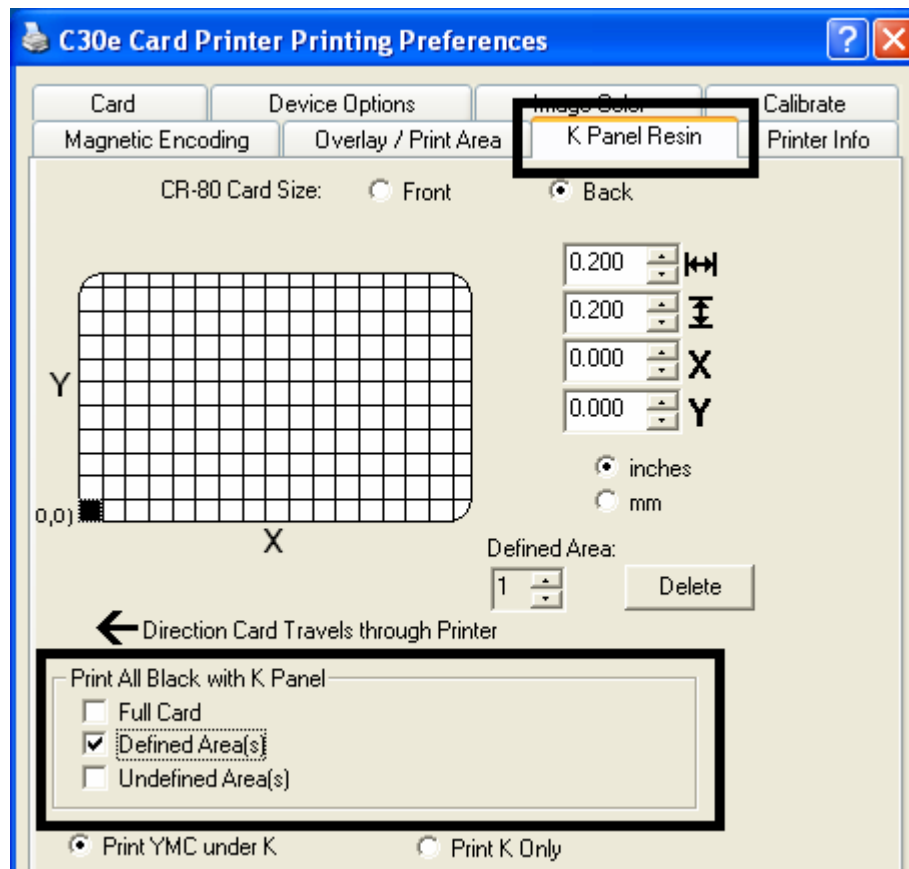 C30e Card Printer Printing Preferences
Card Device Options Image Color Calibrate
Magnetic Encoding Overlay / Print Area K Panel Resin Printer Info
CR-80 Card Size: Front Back
0.200
0.200
0.000 X
0.000 Y
Y
inches
mm
0,0)
X
Defined Area:
1 Delete
Direction Card Travels through Printer
Print All Black with K Panel
Full Card
Defined Area(s)
Undefined Area(s)
Print YMC under K Print K Only